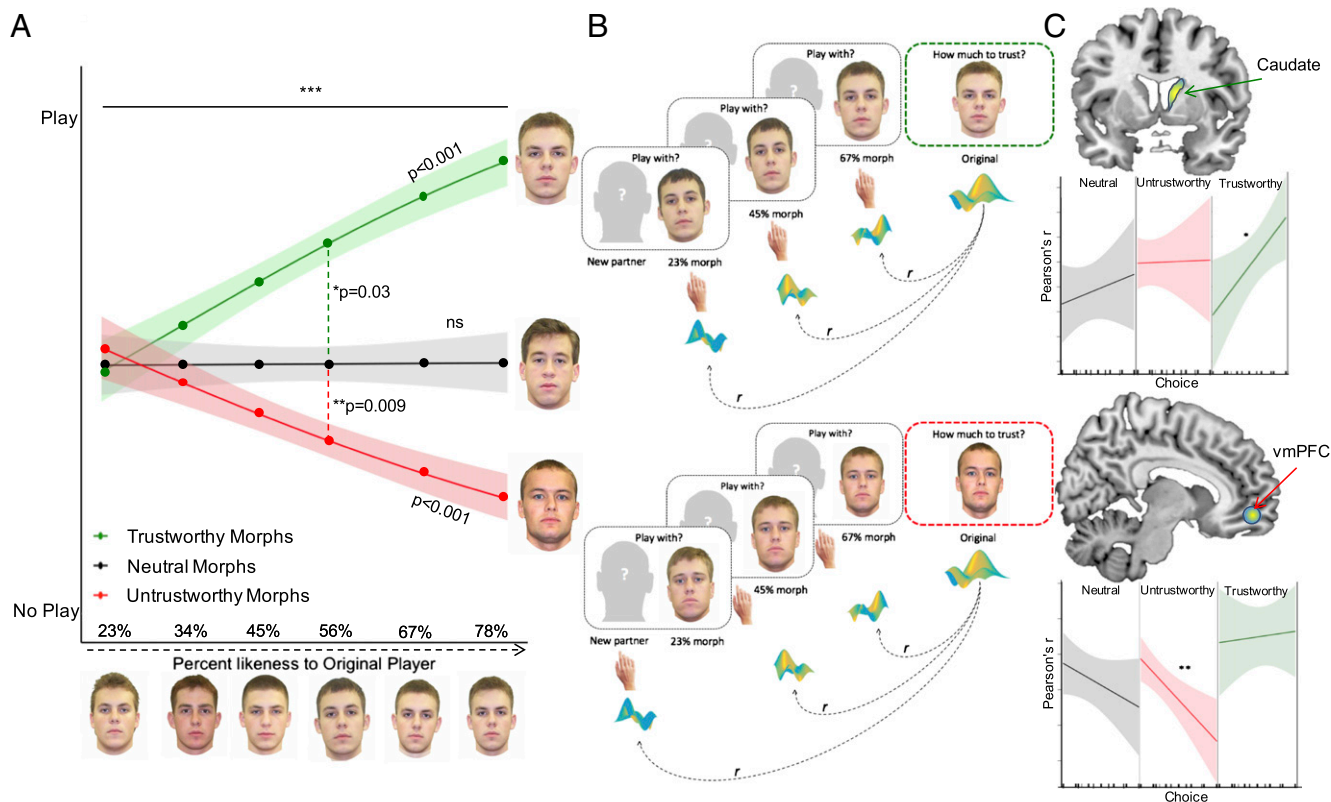 A
Play
***
p<0.001
*p=0.03
ns
**p=0.009
p<0.001
Trustworthy Morphs
Neutral Morphs
Untrustworthy Morphs
No Play
23% 34% 45% 56% 67% 78%
Percent likeness to Original Player
B
Play with?
How much to trust?
Play with?
67% morph
Original
Play with?
?
45% morph
New partner
23% morph
r
r
r
Play with?
How much to trust?
Play with?
67% morph
Original
Play with?
?
45% morph
New partner
23% morph
r
r
r
C
Caudate
Neutral
Untrustworthy
Trustworthy
*
Pearson's r
Choice
vmPFC
Neutral
Untrustworthy
Trustworthy
**
Pearson's r
Choice